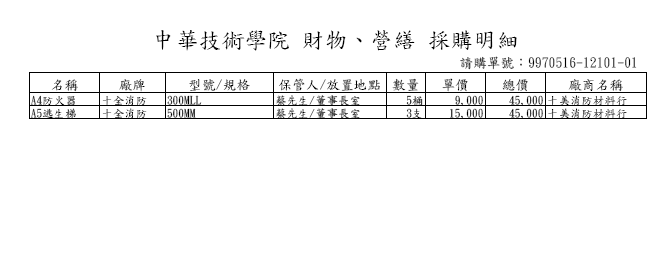 中華技術學院 財物、營繕 採購明細
請購單號：9970516-12101-01
名稱 廠牌 型號/規格 保管人/放置地點 數量 單價 總價 廠商名稱
A4防火器 十全消防 300MLL 蔡先生/董事長室 5桶 9,000 45,000 十美消防材料行
A5逃生梯 十全消防 500MM 蔡先生/董事長室 3支 15,000 45,000 十美消防材料行